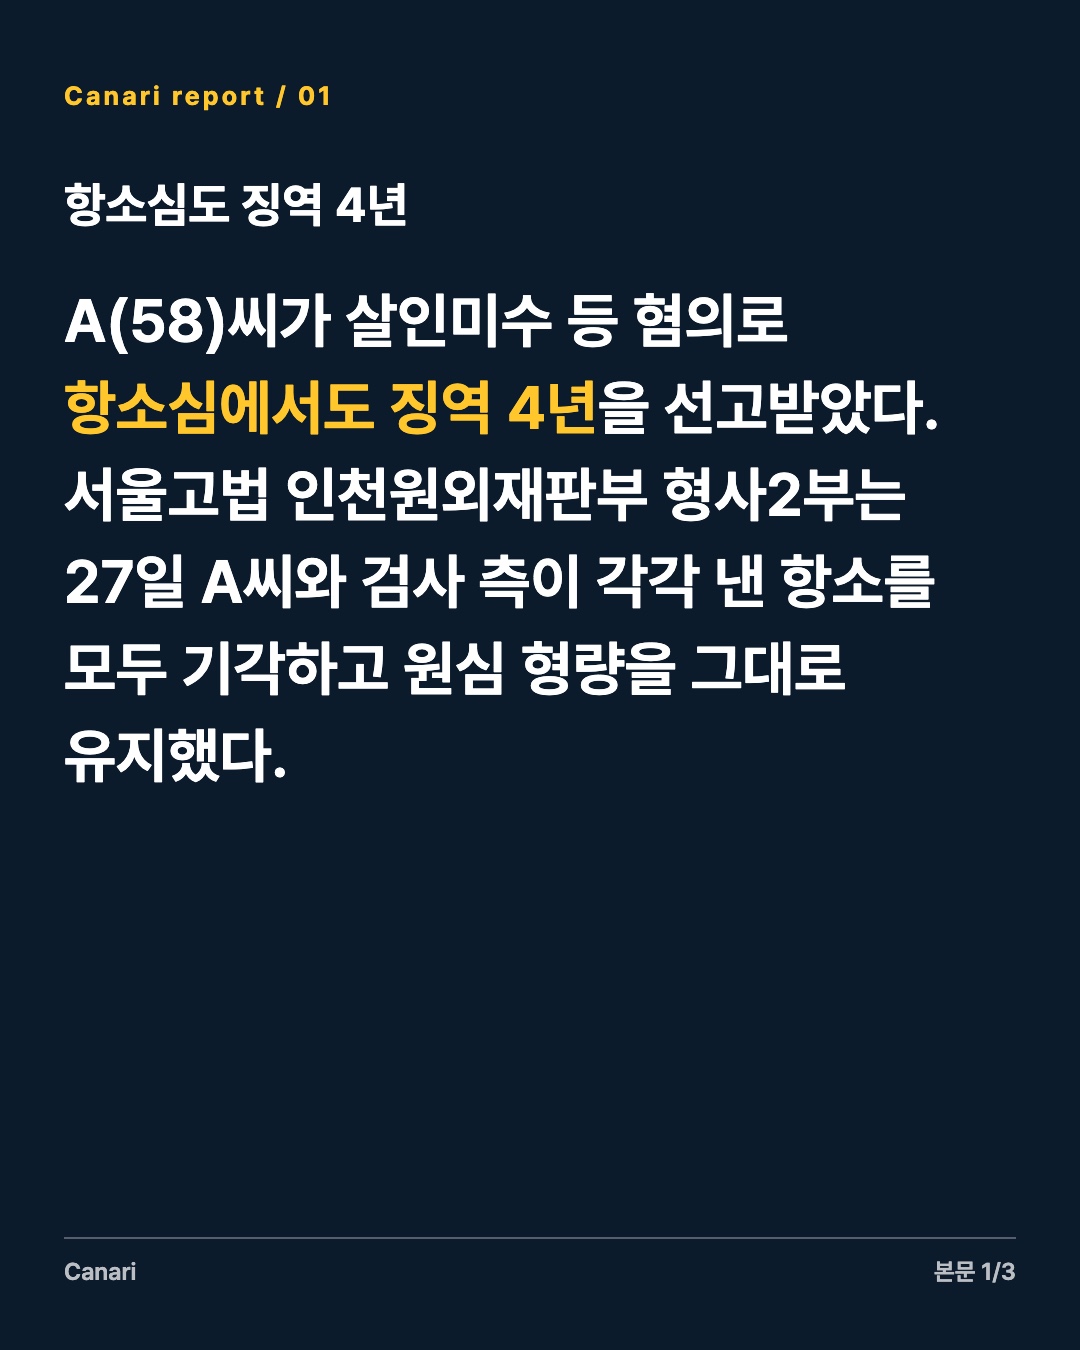 Canari report / 01
항소심도 징역 4년
A(58)씨가 살인미수 등 혐의로
항소심에서도 징역 4년을 선고받았다.
서울고법 인천원외재판부 형사2부는
27일 A씨와 검사 측이 각각 낸 항소를
모두 기각하고 원심 형량을 그대로
유지했다.
Canari
본문 1/3